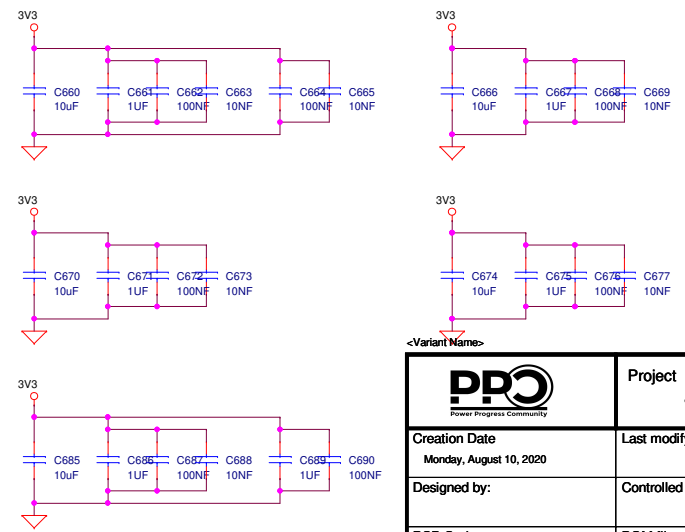 3V3
3V3
C660 C661 C662 C663 C664 C665
10uF 1UF 100NF 10NF 100NF 10NF
C666 C667 C668 C669
10uF 1UF 100NF 10NF
3V3
3V3
C670 C671 C672 C673
10uF 1UF 100NF 10NF
C674 C675 C676 C677
10uF 1UF 100NF 10NF
<Variant Name>
3V3
PPC
Power Progress Community
Project
Creation Date
Monday, August 10, 2020
Last modify
Designed by:
Controlled
C685 C686 C687 C688 C689 C690
10uF 1UF 100NF 10NF 1UF 100NF